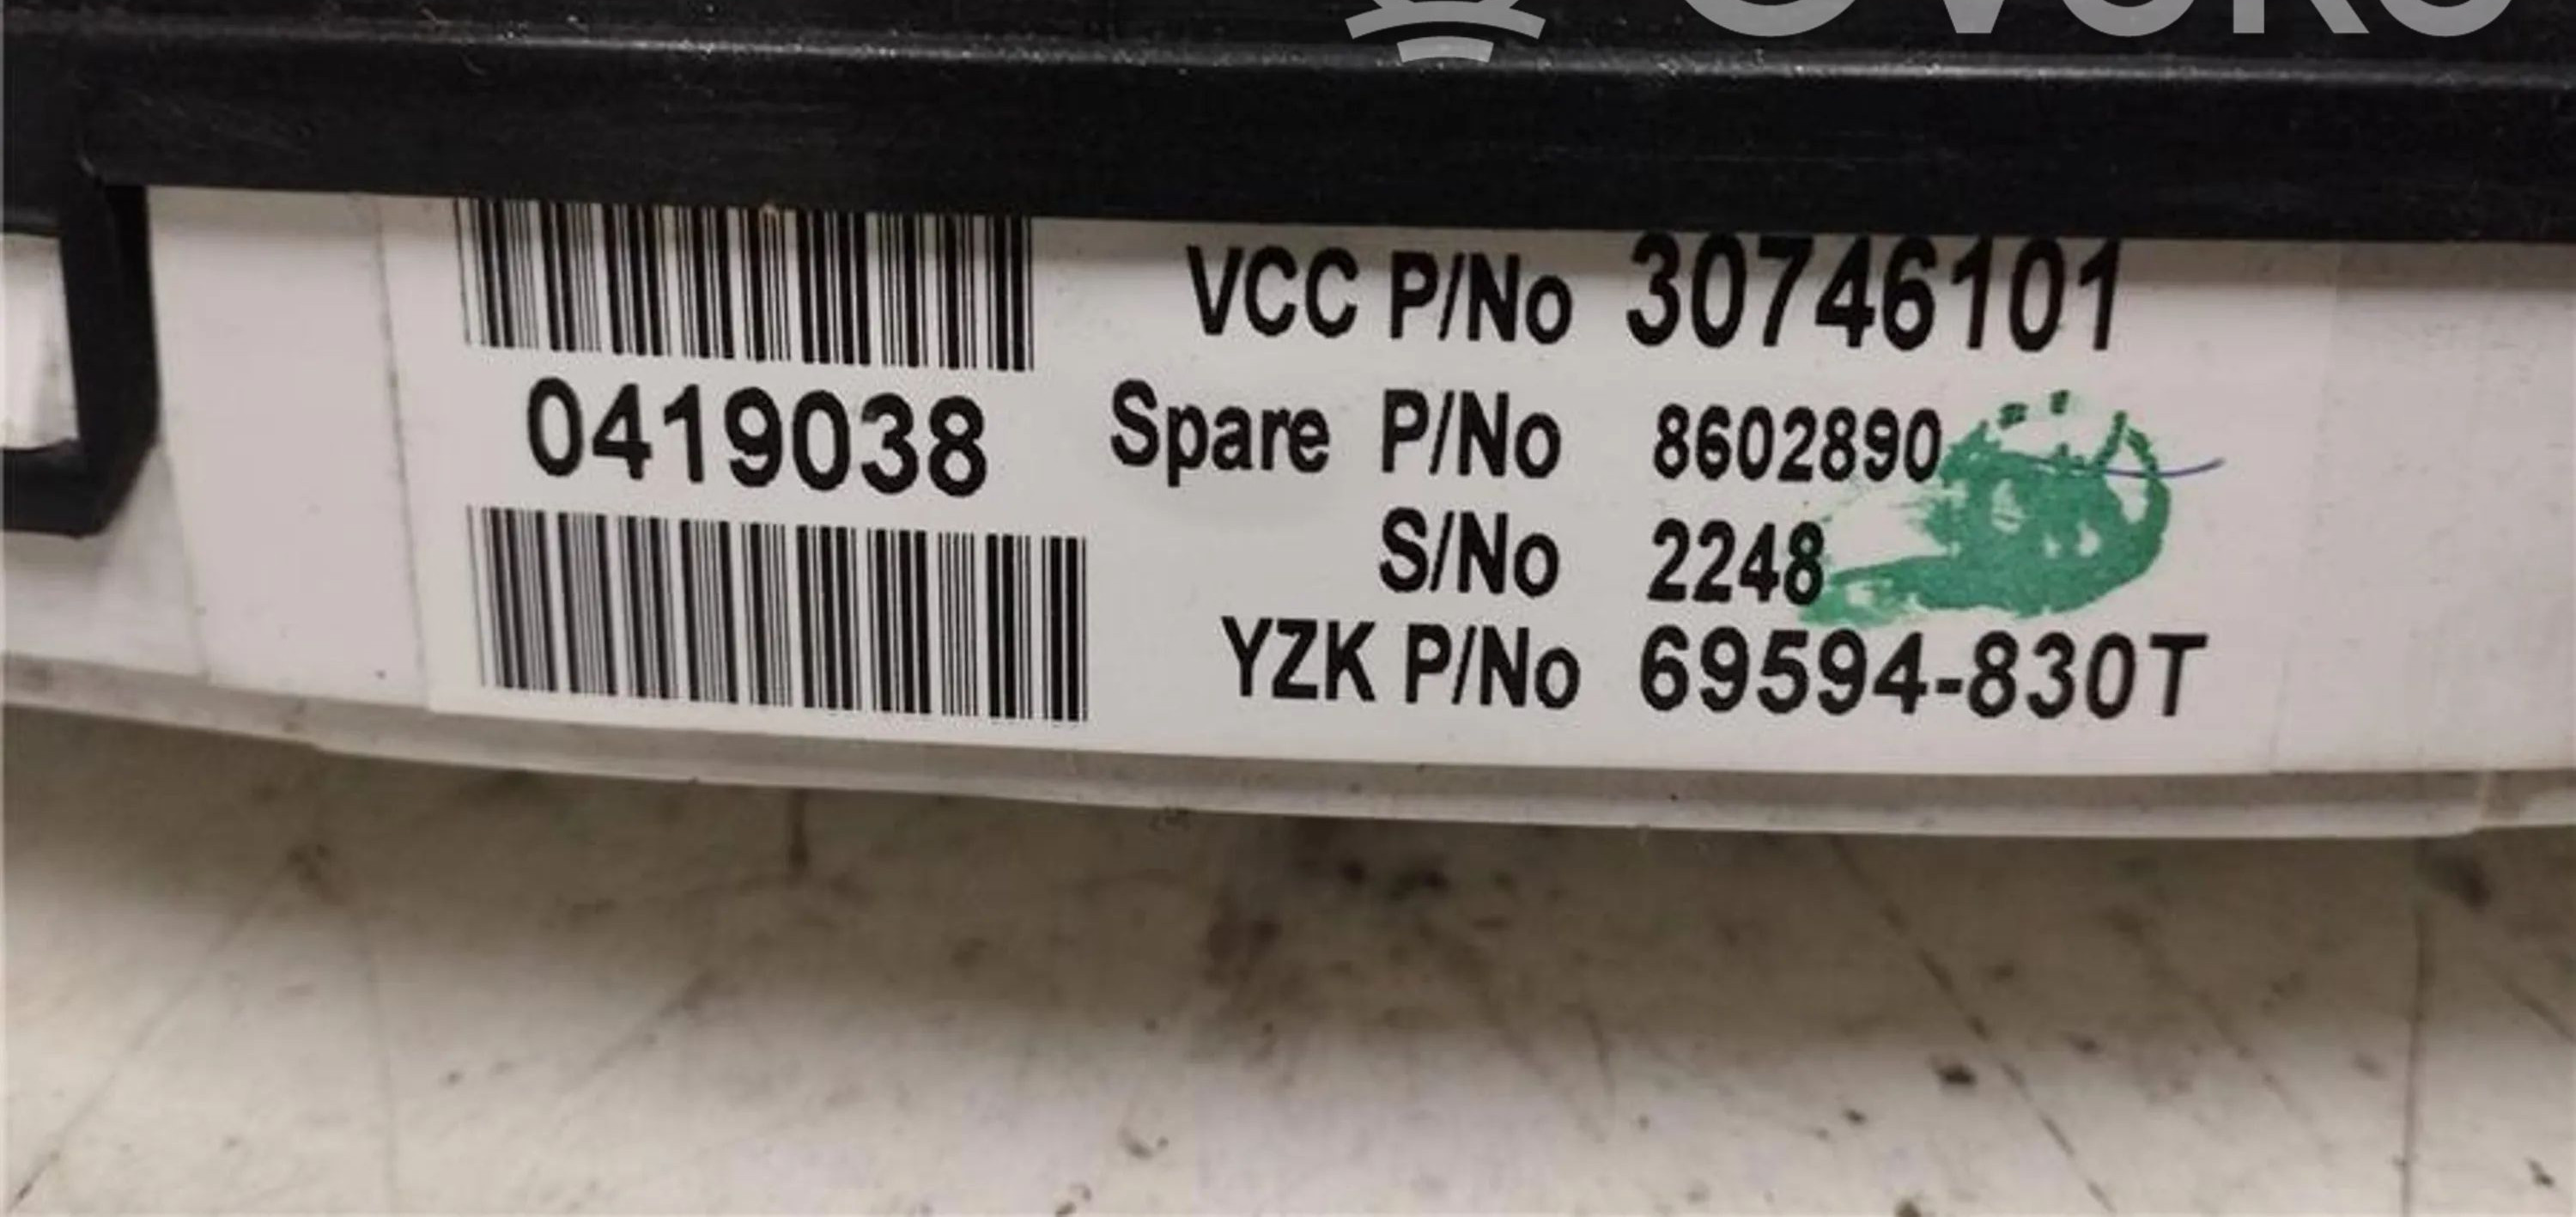 0419038
VCC P/No 30746101
Spare P/No 8602890
S/No 2248
YZK P/No 69594-830T